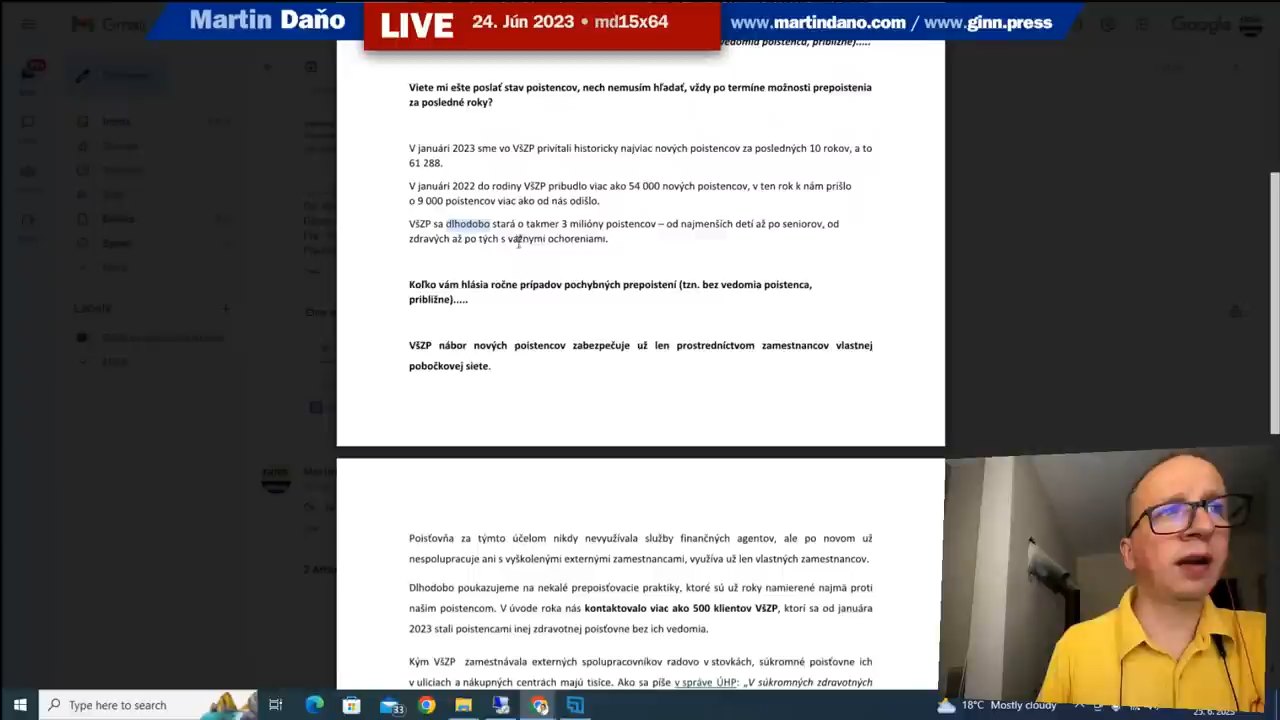 Martin Daňo
LIVE
24. Jún 2023 • md15x64
www.martindano.com / www.ginn.press
vedomia poistenca, približne).....
Viete mi ešte poslať stav poistencov, nech nemusím hľadať, vždy po termíne možnosti prepoistenia
za posledné roky?
V januári 2023 sme vo VšZP privítali historicky najviac nových poistencov za posledných 10 rokov, a to
61 288.
V januári 2022 do rodiny VšZP pribudlo viac ako 54 000 nových poistencov, v ten rok k nám prišlo
o 9 000 poistencov viac ako od nás odišlo.
VšZP sa dlhodobo stará o takmer 3 milióny poistencov – od najmenších detí až po seniorov, od
zdravých až po tých s vážnymi ochoreniami.
Koľko vám hlásia ročne prípadov pochybných prepoistení (tzn. bez vedomia poistenca,
približne).....
VšZP nábor nových poistencov zabezpečuje už len prostredníctvom zamestnancov vlastnej
pobočkovej siete.
Labels
Poisťovňa za týmto účelom nikdy nevyužívala služby finančných agentov, ale po novom už
nespolupracuje ani s vyškolenými externými zamestnancami, využíva už len vlastných zamestnancov.
Dlhodobo poukazujeme na nekalé prepoisťovacie praktiky, ktoré sú už roky namierené najmä proti
našim poistencom. V úvode roka nás kontaktovalo viac ako 500 klientov VšZP, ktorí sa od januára
2023 stali poistencami inej zdravotnej poisťovne bez ich vedomia.
Kým VšZP zamestnávala externých spolupracovníkov radovo v stovkách, súkromné poisťovne ich
v uliciach a nákupných centrách majú tisíce. Ako sa píše v správe ÚHP: „V súkromných zdravotných
Type here to search
33
18°C Mostly cloudy